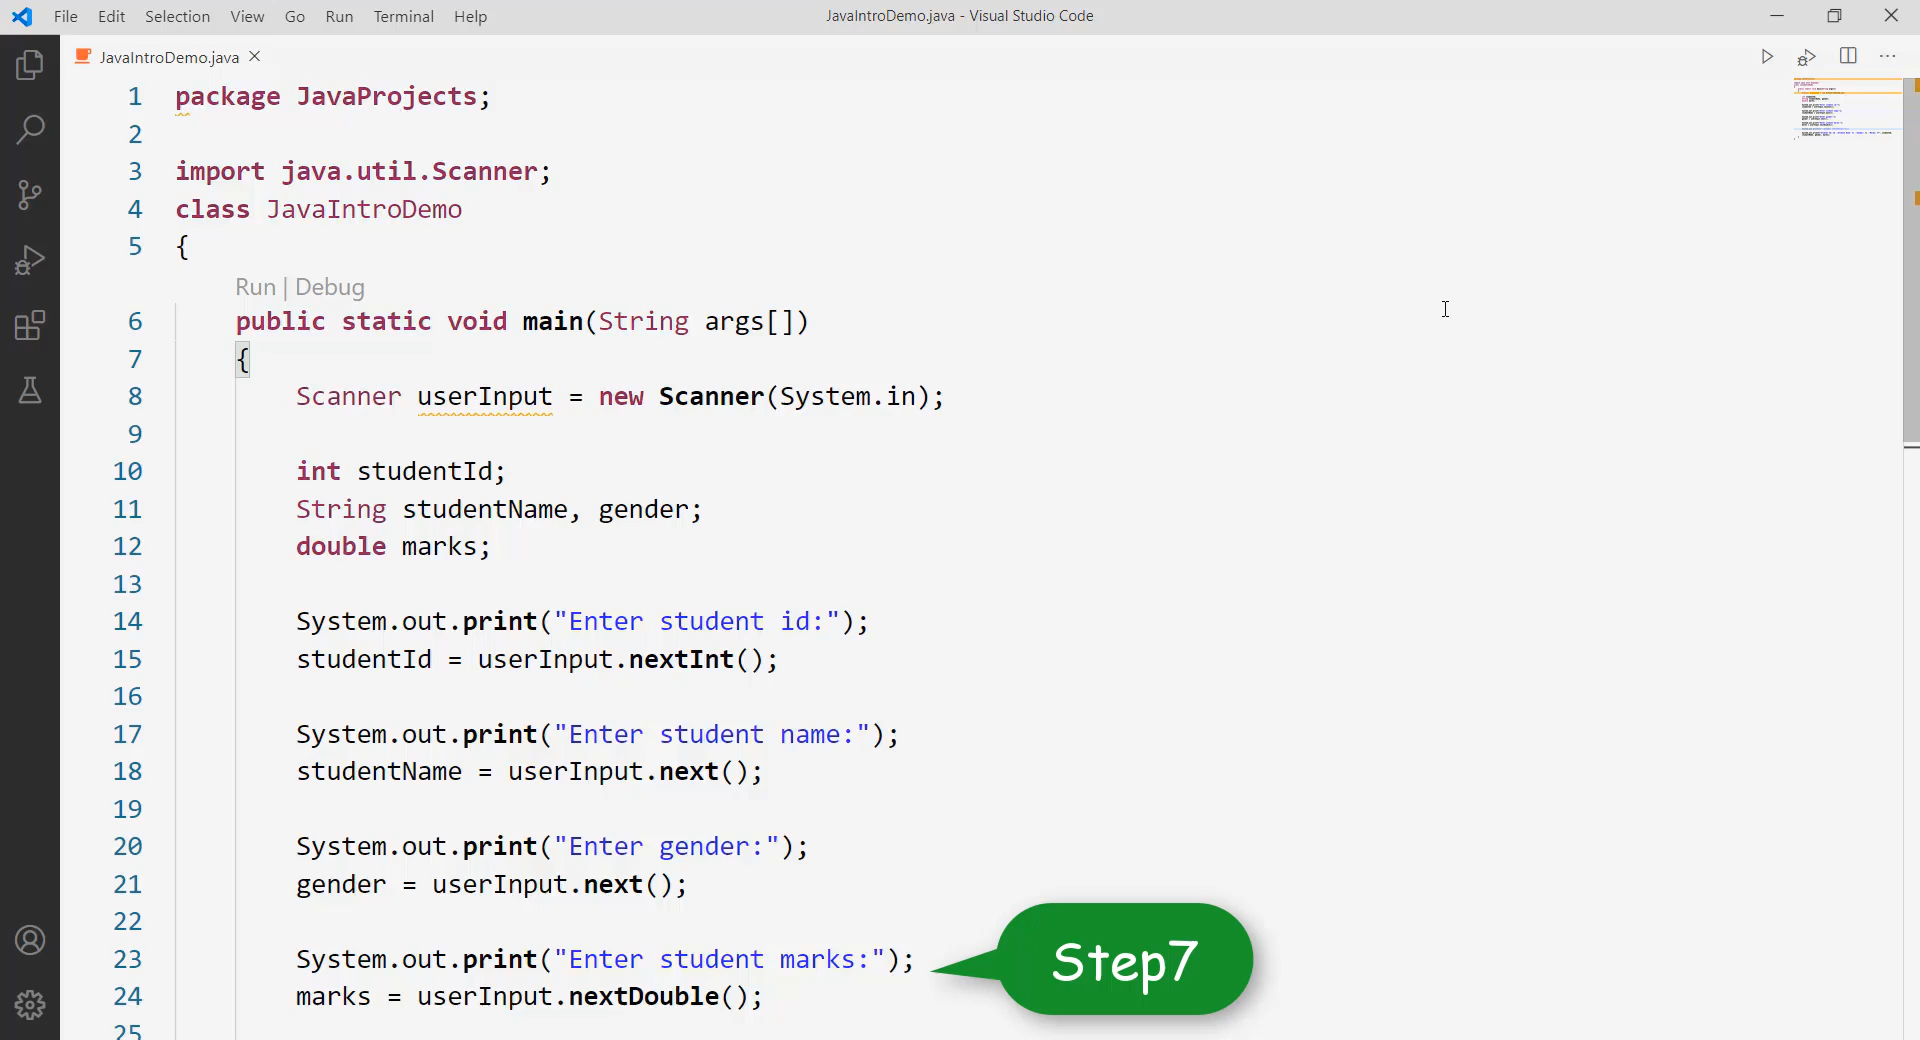 File Edit Selection View Go Run Terminal Help JavaIntroDemo.java - Visual Studio Code
JavaIntroDemo.java
1 package JavaProjects;
2
3 import java.util.Scanner;
4 class JavaIntroDemo
5 {
Run | Debug
6 public static void main(String args[])
7 {
8 Scanner userInput = new Scanner(System.in);
9
10 int studentId;
11 String studentName, gender;
12 double marks;
13
14 System.out.print("Enter student id:");
15 studentId = userInput.nextInt();
16
17 System.out.print("Enter student name:");
18 studentName = userInput.next();
19
20 System.out.print("Enter gender:");
21 gender = userInput.next();
22
23 System.out.print("Enter student marks:");
Step7
24 marks = userInput.nextDouble();
25